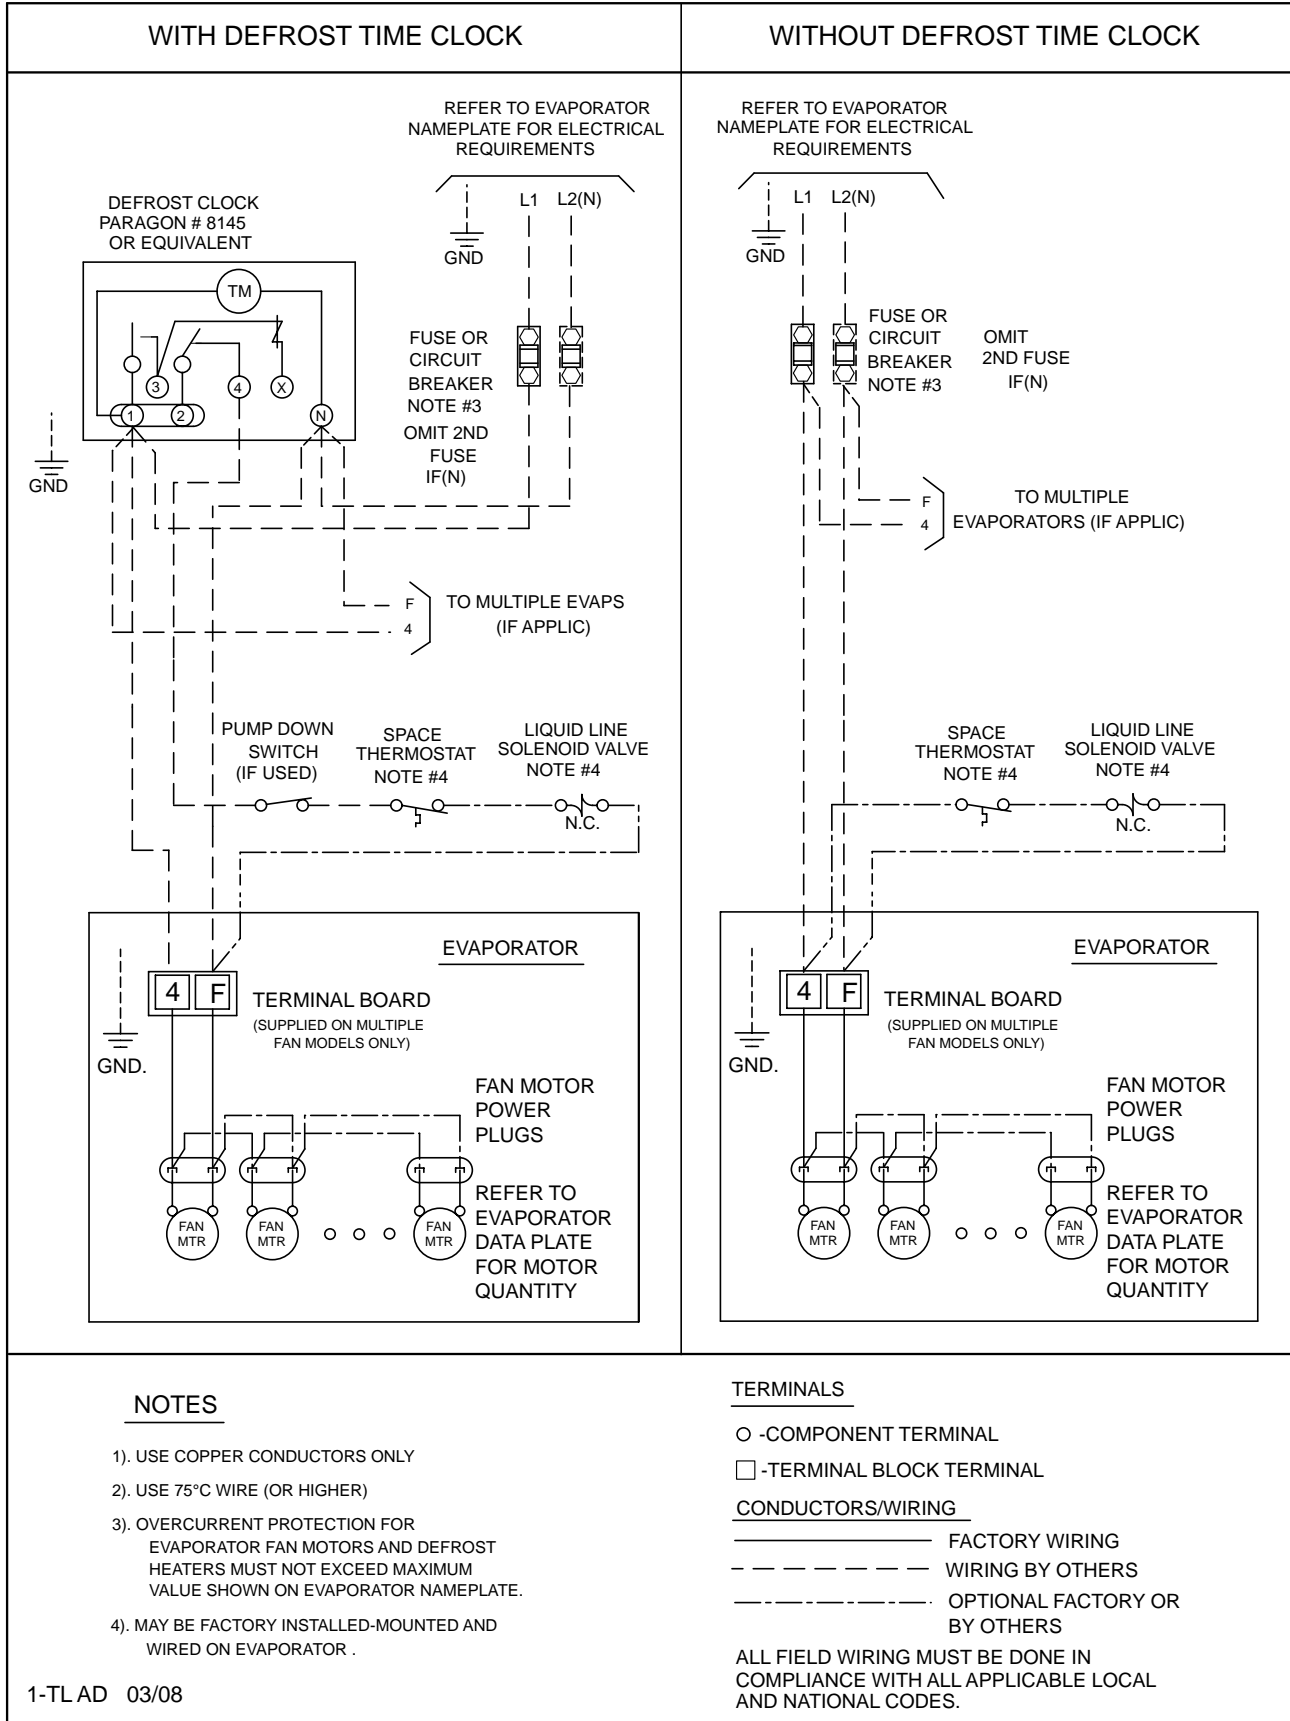 WITH DEFROST TIME CLOCK
REFER TO EVAPORATOR
NAMEPLATE FOR ELECTRICAL
REQUIREMENTS
DEFROST CLOCK
PARAGON # 8145
OR EQUIVALENT
L1 L2(N)
GND
TM
3
4
X
1
2
N
FUSE OR
CIRCUIT
BREAKER
NOTE #3
OMIT 2ND
FUSE
IF(N)
GND
F
4
TO MULTIPLE EVAPS
(IF APPLIC)
PUMP DOWN
SWITCH
(IF USED)
SPACE
THERMOSTAT
NOTE #4
LIQUID LINE
SOLENOID VALVE
NOTE #4
N.C.
EVAPORATOR
4 F
TERMINAL BOARD
(SUPPLIED ON MULTIPLE
FAN MODELS ONLY)
GND.
FAN MOTOR
POWER
PLUGS
FAN
MTR
FAN
MTR
FAN
MTR
REFER TO
EVAPORATOR
DATA PLATE
FOR MOTOR
QUANTITY
WITHOUT DEFROST TIME CLOCK
REFER TO EVAPORATOR
NAMEPLATE FOR ELECTRICAL
REQUIREMENTS
L1 L2(N)
GND
FUSE OR
CIRCUIT
BREAKER
NOTE #3
OMIT
2ND FUSE
IF(N)
F
4
TO MULTIPLE
EVAPORATORS (IF APPLIC)
SPACE
THERMOSTAT
NOTE #4
LIQUID LINE
SOLENOID VALVE
NOTE #4
N.C.
EVAPORATOR
4 F
TERMINAL BOARD
(SUPPLIED ON MULTIPLE
FAN MODELS ONLY)
GND.
FAN MOTOR
POWER
PLUGS
FAN
MTR
FAN
MTR
FAN
MTR
REFER TO
EVAPORATOR
DATA PLATE
FOR MOTOR
QUANTITY
NOTES
1). USE COPPER CONDUCTORS ONLY
2). USE 75°C WIRE (OR HIGHER)
3). OVERCURRENT PROTECTION FOR
EVAPORATOR FAN MOTORS AND DEFROST
HEATERS MUST NOT EXCEED MAXIMUM
VALUE SHOWN ON EVAPORATOR NAMEPLATE.
4). MAY BE FACTORY INSTALLED-MOUNTED AND
WIRED ON EVAPORATOR .
1-TL AD 03/08
TERMINALS
-COMPONENT TERMINAL
-TERMINAL BLOCK TERMINAL
CONDUCTORS/WIRING
FACTORY WIRING
WIRING BY OTHERS
OPTIONAL FACTORY OR
BY OTHERS
ALL FIELD WIRING MUST BE DONE IN
COMPLIANCE WITH ALL APPLICABLE LOCAL
AND NATIONAL CODES.